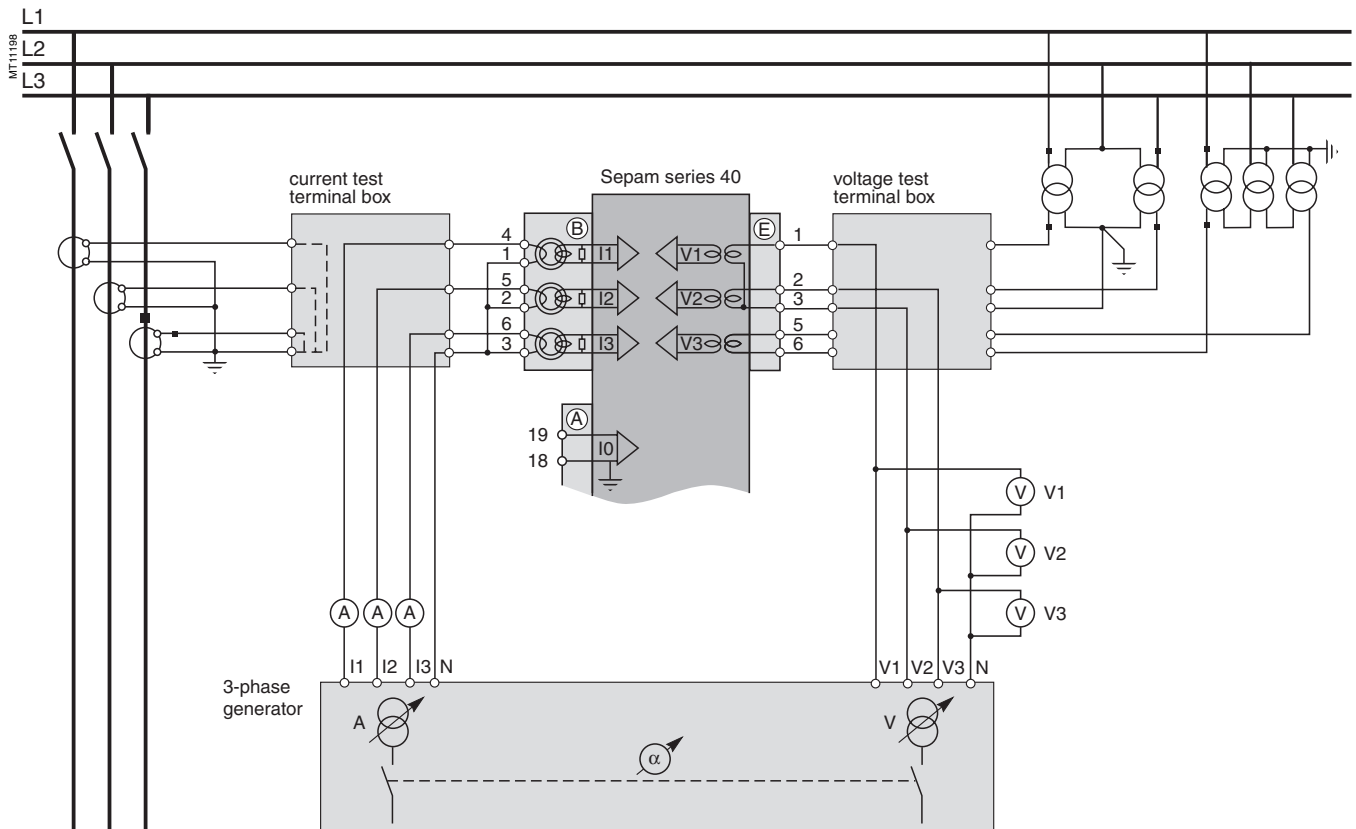 L1
MT11198
L2
L3
current test
terminal box
Sepam series 40
voltage test
terminal box
B
E
4
1
I1
V1
1
5
2
I2
V2
2
3
6
3
I3
V3
5
6
A
19
18
I0
V V1
V V2
A A A
V V3
I1 I2 I3 N
V1 V2 V3 N
3-phase
generator
A
V
α